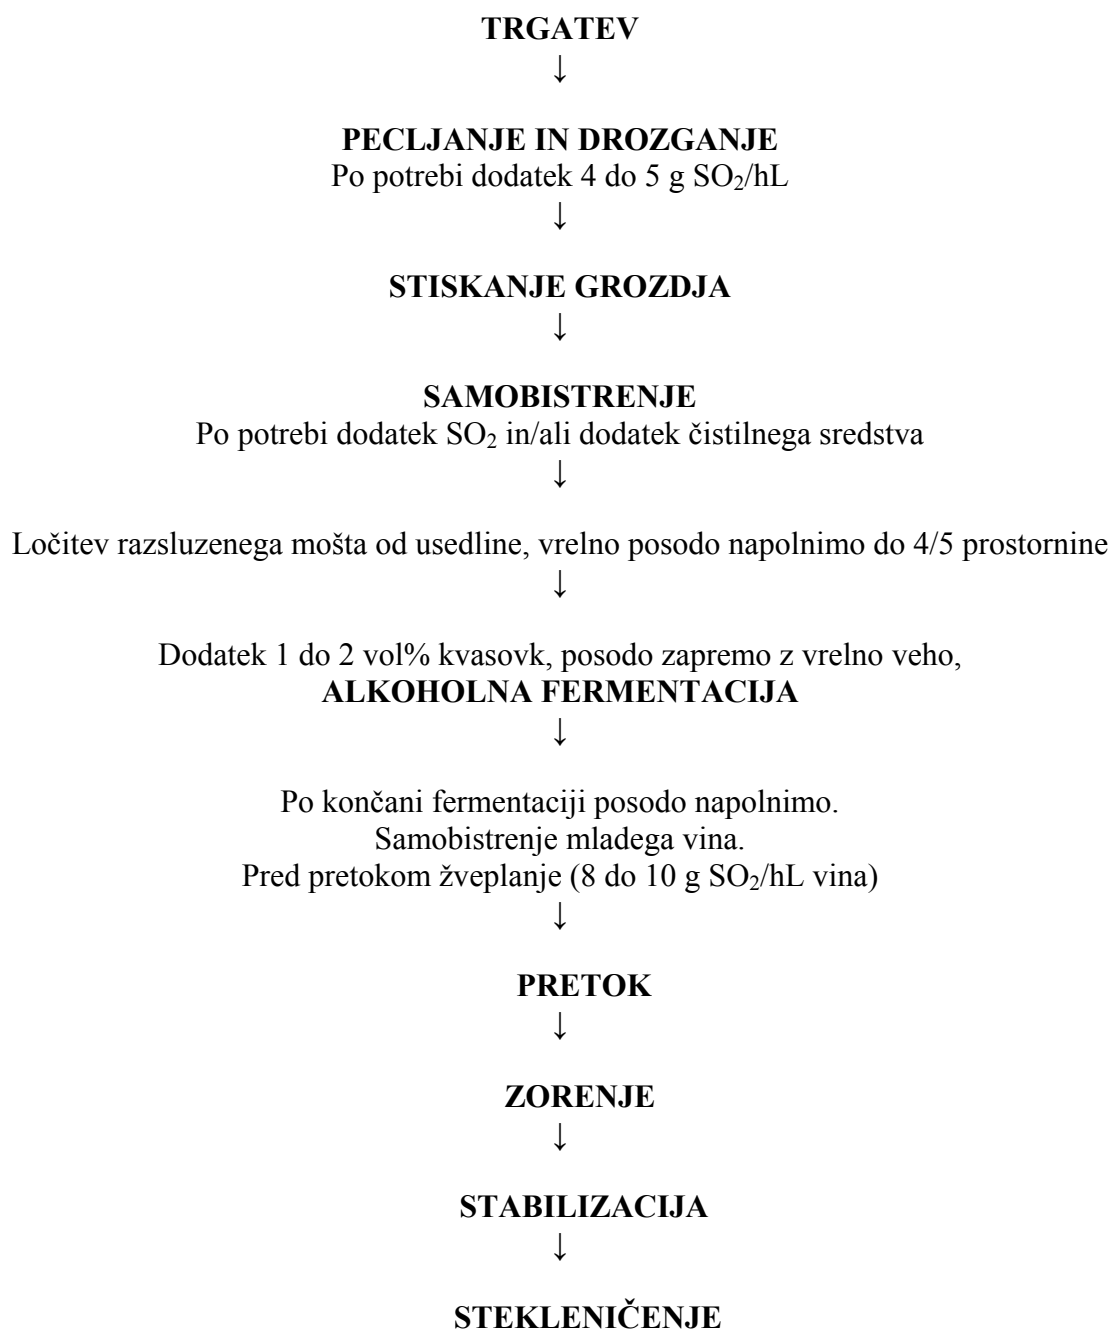 TRGATEV
↓
PECLJANJE IN DROZGANJE
Po potrebi dodatek 4 do 5 g SO₂/hL
↓
STISKANJE GROZDJA
↓
SAMOBISTRENJE
Po potrebi dodatek SO₂ in/ali dodatek čistilnega sredstva
↓
Ločitev razsluzenega mošta od usedline, vrelno posodo napolnimo do 4/5 prostornine
↓
Dodatek 1 do 2 vol% kvasovk, posodo zapremo z vrelno veho,
ALKOHOLNA FERMENTACIJA
↓
Po končani fermentaciji posodo napolnimo.
Samobistrenje mladega vina.
Pred pretokom žveplanje (8 do 10 g SO₂/hL vina)
↓
PRETOK
↓
ZORENJE
↓
STABILIZACIJA
↓
STEKLENIČENJE